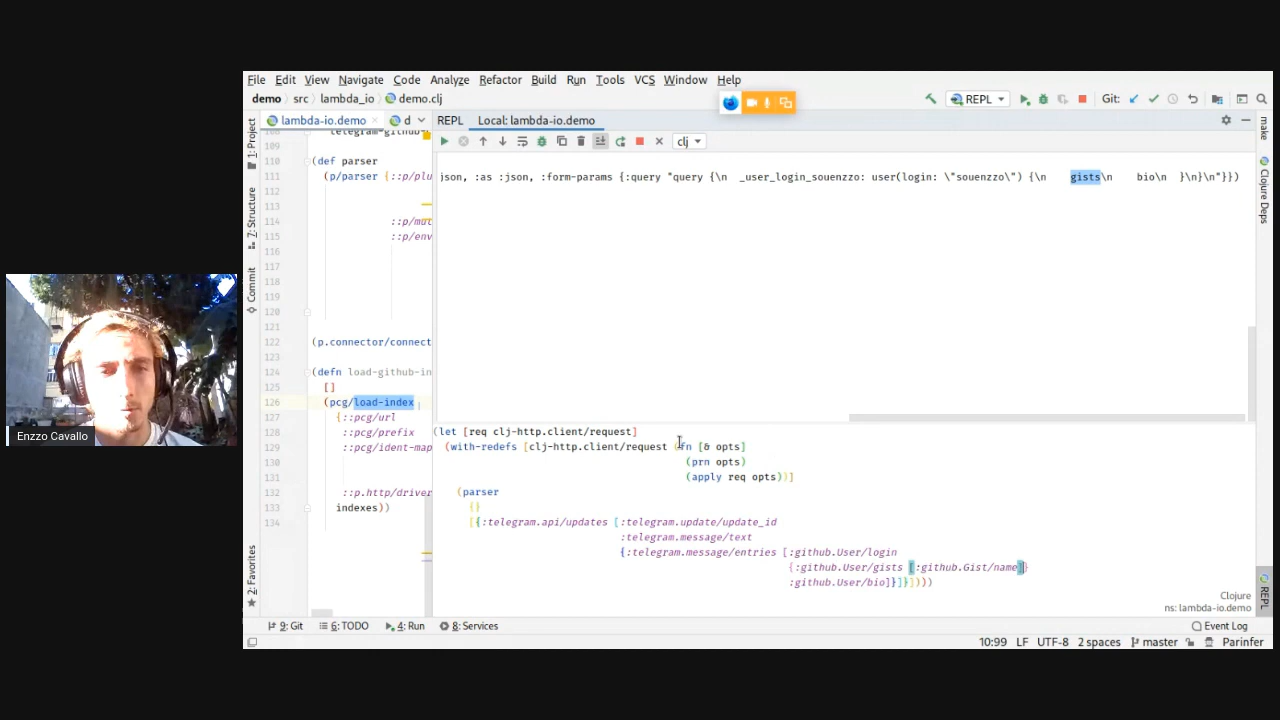 File Edit View Navigate Code Analyze Refactor Build Run Tools VCS Window Help
demo src lambda_io demo.clj REPL Git:
lambda-io.demo d REPL Local: lambda-io.demo
clj
109
110 (def parser
111 (p/parser {::p/plu
114 ::p/mut
115 ::p/env
116
117
118
119
120
121
122 (p.connector/connect
123
124 (defn load-github-in
125 []
126 (pcg/load-index
127 {::pcg/url
128 ::pcg/prefix
129 ::pcg/ident-map
130
131
132 ::p.http/driver
133 indexes))
134
json, :as :json, :form-params {:query "query {\n _user_login_souenzzo: user(login: \"souenzzo\") {\n gists\n bio\n }\n}\n"}})
(let [req clj-http.client/request]
(with-redefs [clj-http.client/request (fn [& opts]
(prn opts)
(apply req opts))]
(parser
{}
[{:telegram.api/updates [:telegram.update/update_id
:telegram.message/text
{:telegram.message/entries [:github.User/login
{:github.User/gists [:github.Gist/name]}
:github.User/bio]}]}])))
Clojure
ns: lambda-io.demo
1: Project
7: Structure
Commit
2: Favorites
make
Clojure Deps
REPL
9: Git 6: TODO 4: Run 8: Services Event Log
10:99 LF UTF-8 2 spaces master Parinfer
Enzzo Cavallo